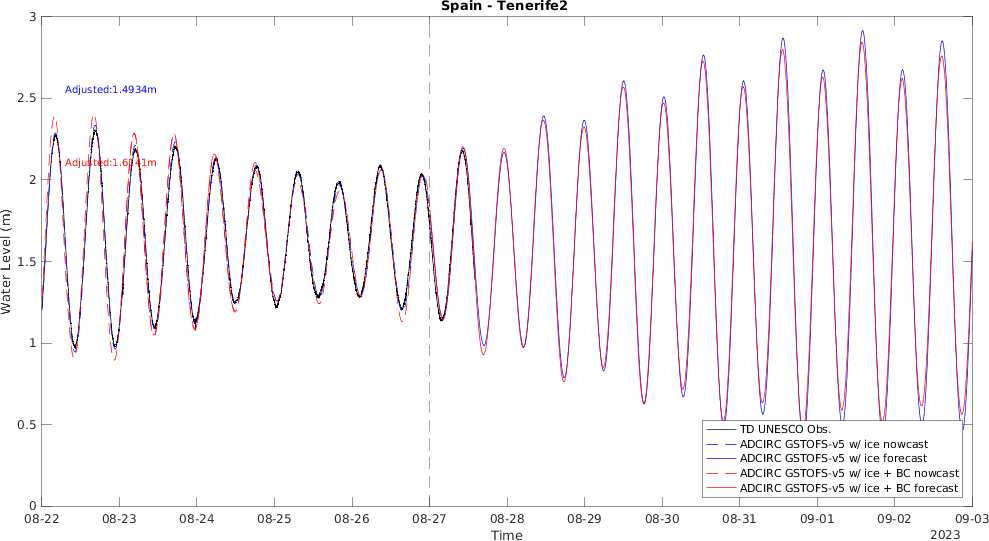 Spain - Tenerife2
Water Level (m)
3
2.5
2
1.5
1
0.5
0
Adjusted:1.4934m
TD UNESCO Obs.
ADCIRC GSTOFS-v5 w/ ice nowcast
ADCIRC GSTOFS-v5 w/ ice forecast
ADCIRC GSTOFS-v5 w/ ice + BC nowcast
ADCIRC GSTOFS-v5 w/ ice + BC forecast
08-22 08-23 08-24 08-25 08-26 08-27 08-28 08-29 08-30 08-31 09-01 09-02 09-03
Time
2023